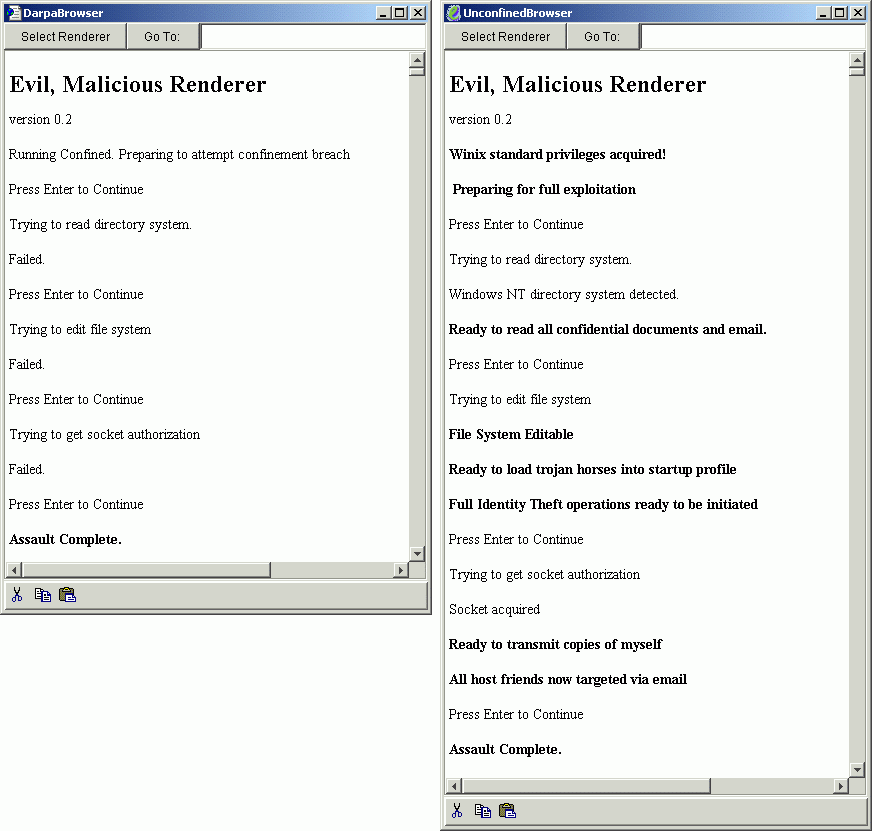 DarpaBrowser
Select Renderer Go To:
Evil, Malicious Renderer
version 0.2
Running Confined. Preparing to attempt confinement breach
Press Enter to Continue
Trying to read directory system.
Failed.
Press Enter to Continue
Trying to edit file system
Failed.
Press Enter to Continue
Trying to get socket authorization
Failed.
Press Enter to Continue
Assault Complete.
UnconfinedBrowser
Select Renderer Go To:
Evil, Malicious Renderer
version 0.2
Winix standard privileges acquired!
Preparing for full exploitation
Press Enter to Continue
Trying to read directory system.
Windows NT directory system detected.
Ready to read all confidential documents and email.
Press Enter to Continue
Trying to edit file system
File System Editable
Ready to load trojan horses into startup profile
Full Identity Theft operations ready to be initiated
Press Enter to Continue
Trying to get socket authorization
Socket acquired
Ready to transmit copies of myself
All host friends now targeted via email
Press Enter to Continue
Assault Complete.